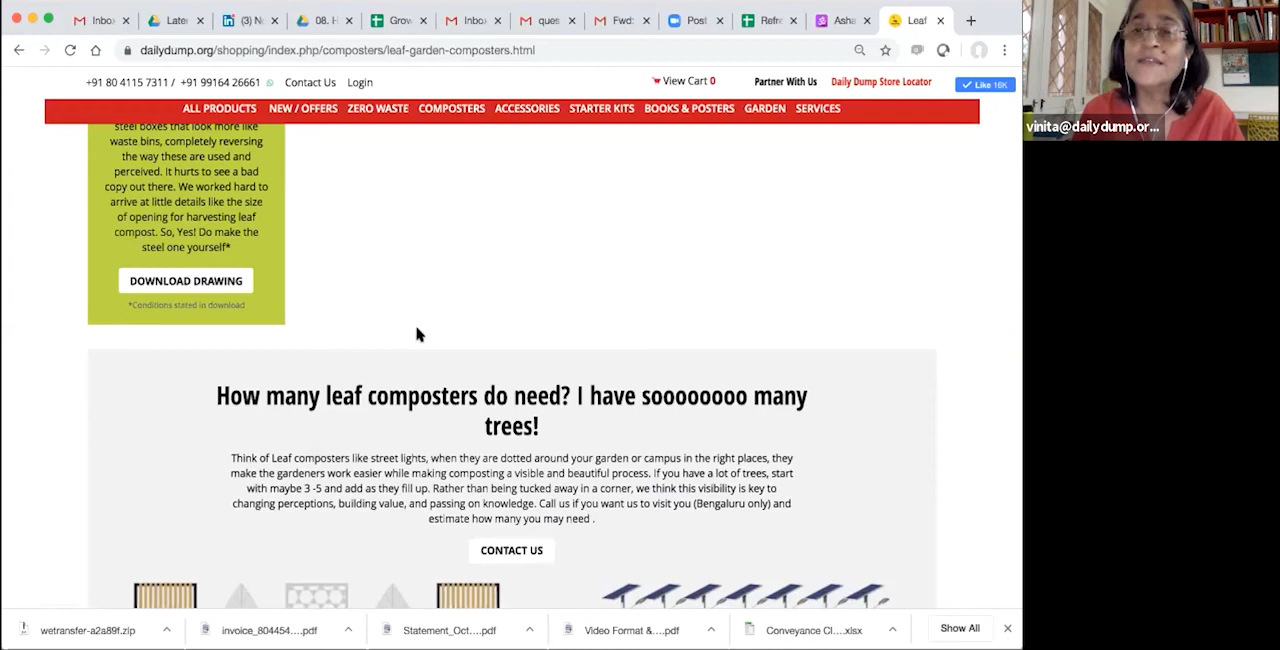 Inbo
Late
(3) N
08. H
Grov
Inbo
ques
Fwd:
Post
Refr
Asha
Leaf
dailydump.org/shopping/index.php/composters/leaf-garden-composters.html
+91 80 4115 7311 / +91 99164 26661 Contact Us Login View Cart 0 Partner With Us Daily Dump Store Locator Like 16K
ALL PRODUCTS NEW / OFFERS ZERO WASTE COMPOSTERS ACCESSORIES STARTER KITS BOOKS & POSTERS GARDEN SERVICES
vinita@dailydump.or...
steel boxes that look more like
waste bins, completely reversing
the way these are used and
perceived. It hurts to see a bad
copy out there. We worked hard to
arrive at little details like the size
of opening for harvesting leaf
compost. So, Yes! Do make the
steel one yourself*
DOWNLOAD DRAWING
*Conditions stated in download
How many leaf composters do need? I have soooooooo many
trees!
Think of Leaf composters like street lights, when they are dotted around your garden or campus in the right places, they
make the gardeners work easier while making composting a visible and beautiful process. If you have a lot of trees, start
with maybe 3 -5 and add as they fill up. Rather than being tucked away in a corner, we think this visibility is key to
changing perceptions, building value, and passing on knowledge. Call us if you want us to visit you (Bengaluru only) and
estimate how many you may need .
CONTACT US
wetransfer-a2a89f.zip
invoice_804454....pdf
Statement_Oct....pdf
Video Format &....pdf
Conveyance Cl....xlsx
Show All